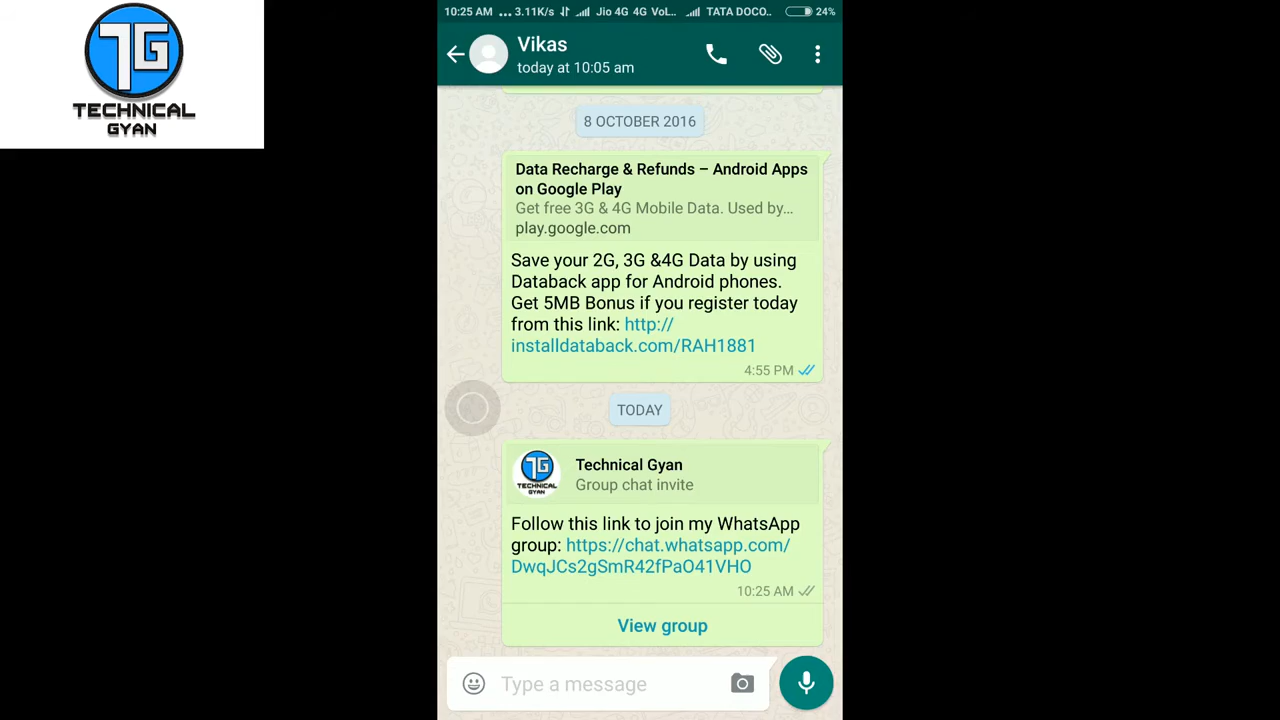 TG
TECHNICAL
GYAN
10:25 AM ... 3.11K/s Jio 4G 4G VoL... TATA DOCO... 24%
Vikas
today at 10:05 am
8 OCTOBER 2016
Data Recharge & Refunds – Android Apps
on Google Play
Get free 3G & 4G Mobile Data. Used by...
play.google.com
Save your 2G, 3G &4G Data by using
Databack app for Android phones.
Get 5MB Bonus if you register today
from this link: http://
installdataback.com/RAH1881
4:55 PM
TODAY
TG
TECHNICAL
GYAN
Technical Gyan
Group chat invite
Follow this link to join my WhatsApp
group: https://chat.whatsapp.com/
DwqJCs2gSmR42fPaO41VHO
10:25 AM
View group
Type a message